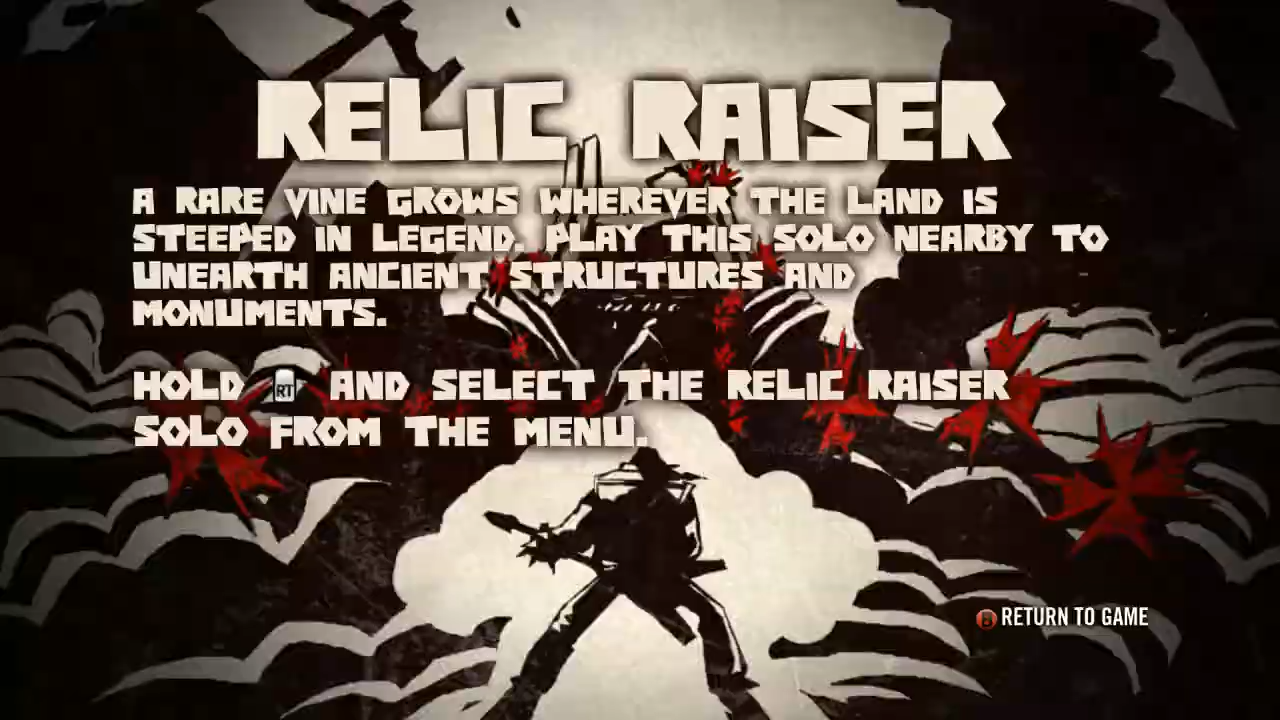 RELIC RAISER
A RARE VINE GROWS WHEREVER THE LAND IS
STEEPED IN LEGEND. PLAY THIS SOLO NEARBY TO
UNEARTH ANCIENT STRUCTURES AND
MONUMENTS.
HOLD RT AND SELECT THE RELIC RAISER
SOLO FROM THE MENU.
B RETURN TO GAME